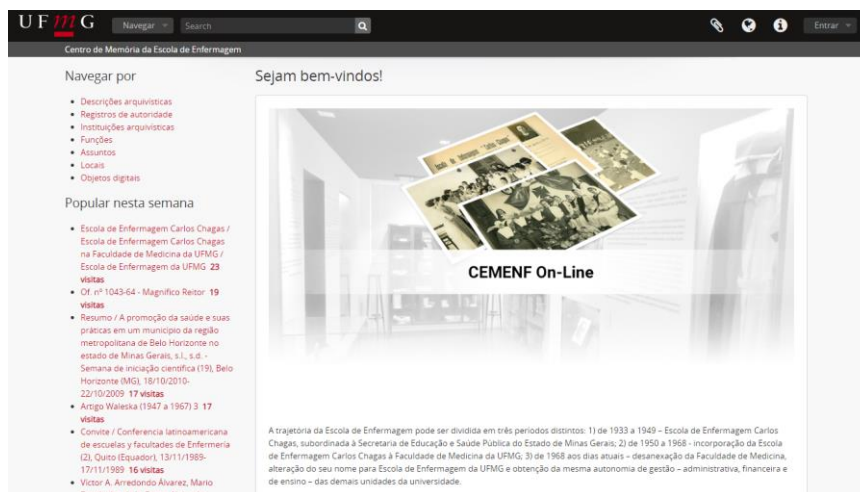 UFMG
Navegar
Search
Entrar
Centro de Memória da Escola de Enfermagem
Navegar por
Descrições arquivísticas
Registros de autoridade
Instituições arquivísticas
Funções
Assuntos
Locais
Objetos digitais
Popular nesta semana
Escola de Enfermagem Carlos Chagas /
Escola de Enfermagem Carlos Chagas
na Faculdade de Medicina da UFMG /
Escola de Enfermagem da UFMG 23
visitas
Of. nº 1043-64 - Magnífico Reitor 19
visitas
Resumo / A promoção da saúde e suas
práticas em um município da região
metropolitana de Belo Horizonte no
estado de Minas Gerais, s.l., s.d. -
Semana de iniciação científica (19), Belo
Horizonte (MG), 18/10/2010-
22/10/2009 17 visitas
Artigo Waleska (1947 a 1967) 3 17
visitas
Convite / Conferencia latinoamericana
de escuelas y facultades de Enfermería
(2), Quito (Equador), 13/11/1989-
17/11/1989 16 visitas
Victor A. Arredondo Álvarez, Mario
Sejam bem-vindos!
Escola de Enfermagem "Carlos Chagas"
CEMENF On-Line
A trajetória da Escola de Enfermagem pode ser dividida em três períodos distintos: 1) de 1933 a 1949 – Escola de Enfermagem Carlos
Chagas, subordinada à Secretaria de Educação e Saúde Pública do Estado de Minas Gerais; 2) de 1950 a 1968 - incorporação da Escola
de Enfermagem Carlos Chagas à Faculdade de Medicina da UFMG; 3) de 1968 aos dias atuais – desanexação da Faculdade de Medicina,
alteração do seu nome para Escola de Enfermagem da UFMG e obtenção da mesma autonomia de gestão – administrativa, financeira e
de ensino – das demais unidades da universidade.